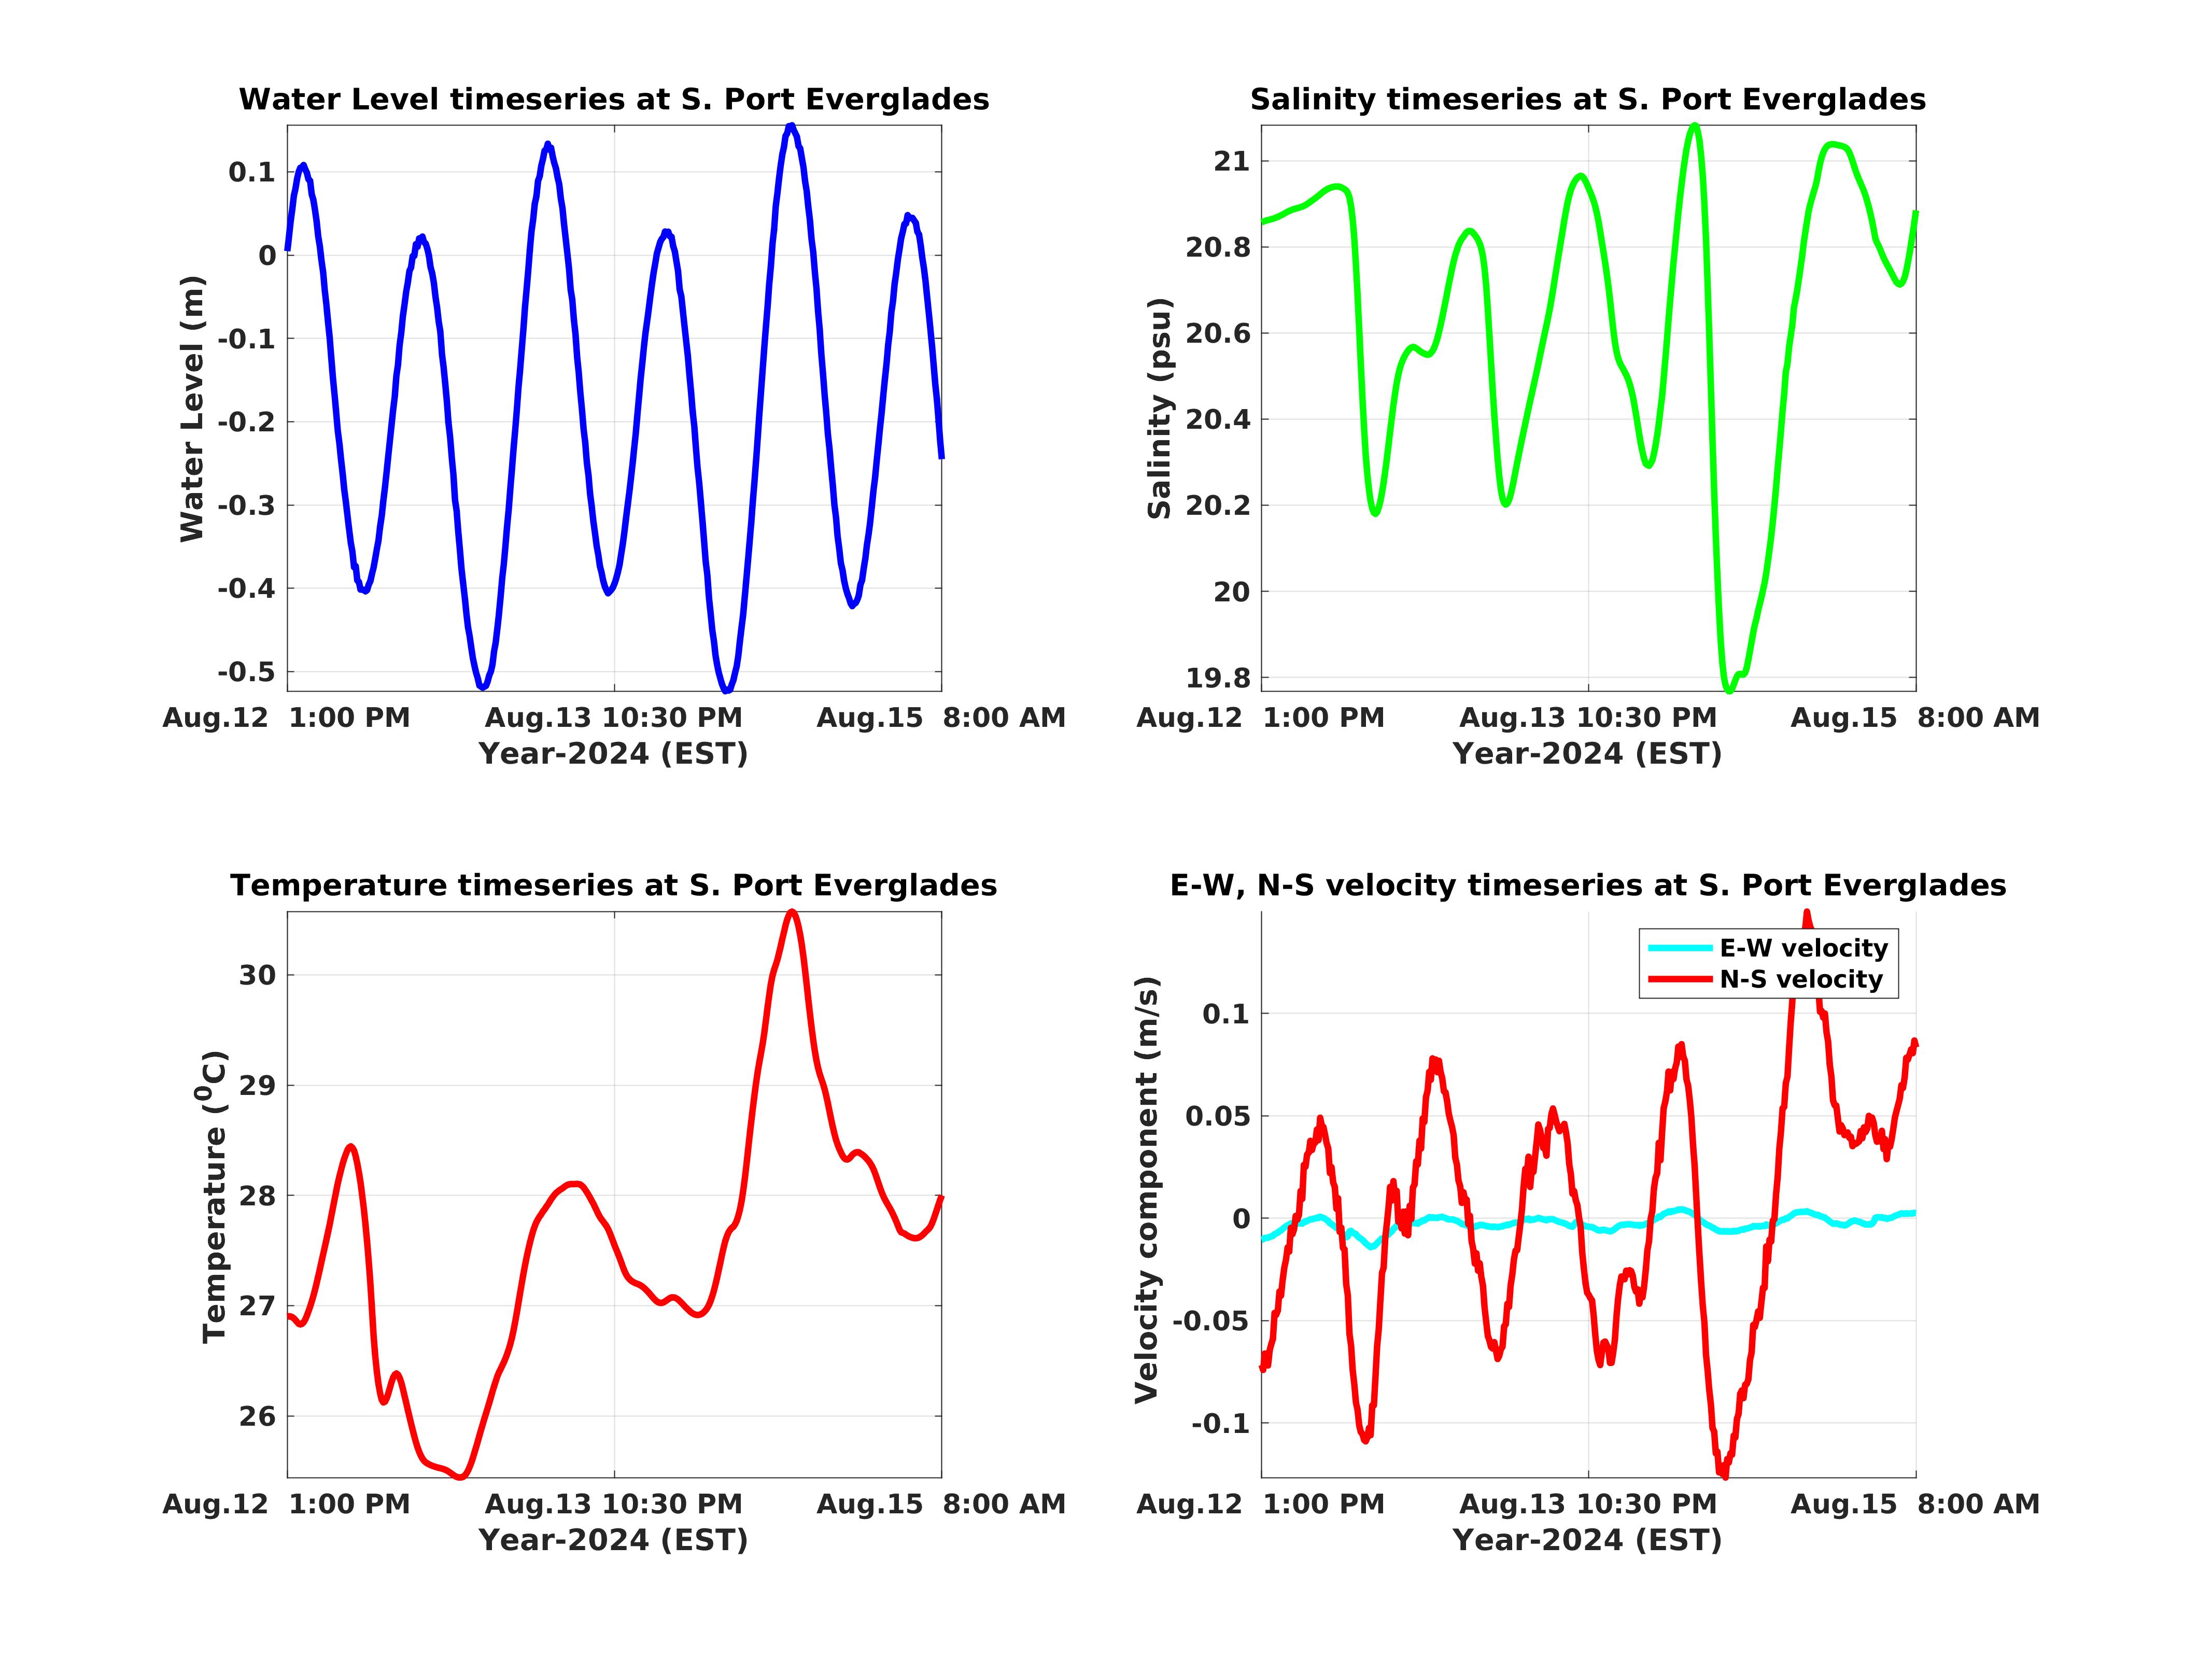 Water Level timeseries at S. Port Everglades
Water Level (m)
0.1
0
-0.1
-0.2
-0.3
-0.4
-0.5
Aug.12 1:00 PM Aug.13 10:30 PM Aug.15 8:00 AM
Year-2024 (EST)
Salinity timeseries at S. Port Everglades
Salinity (psu)
21
20.8
20.6
20.4
20.2
20
19.8
Aug.12 1:00 PM Aug.13 10:30 PM Aug.15 8:00 AM
Year-2024 (EST)
Temperature timeseries at S. Port Everglades
Temperature (⁰C)
30
29
28
27
26
Aug.12 1:00 PM Aug.13 10:30 PM Aug.15 8:00 AM
Year-2024 (EST)
E-W, N-S velocity timeseries at S. Port Everglades
E-W velocity
N-S velocity
Velocity component (m/s)
0.1
0.05
0
-0.05
-0.1
Aug.12 1:00 PM Aug.13 10:30 PM Aug.15 8:00 AM
Year-2024 (EST)